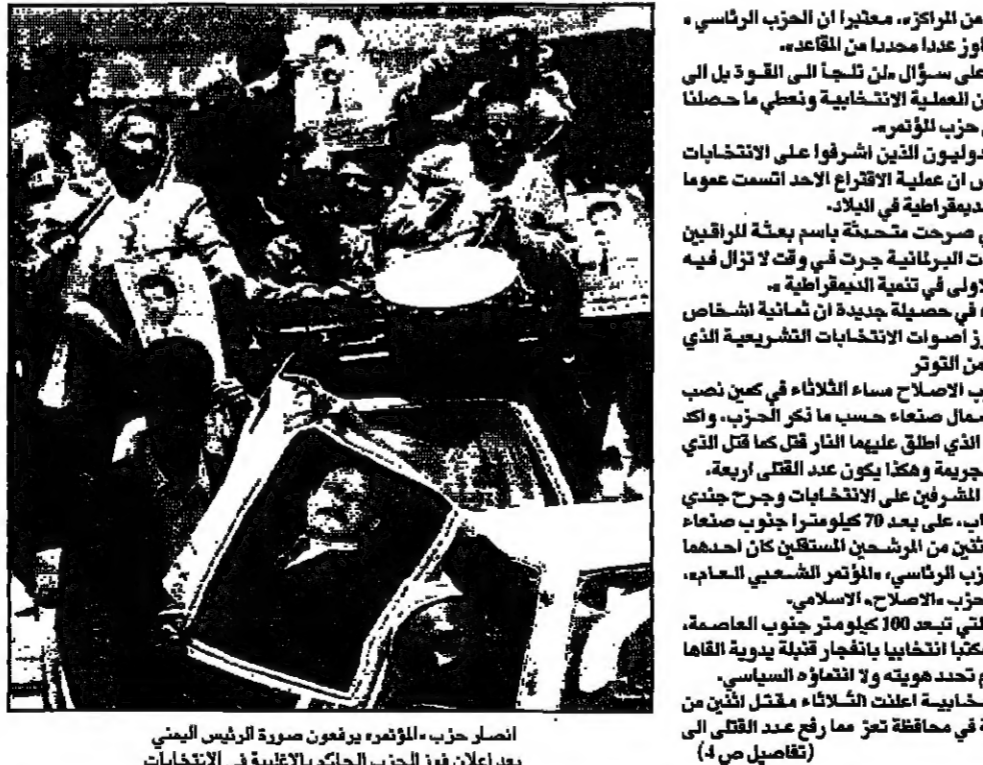 من المراكز»، معتبرا ان الحزب الرئاسي «
اوز عددا محددا من المقاعد».
على سؤال «لن نلجأ الى القوة بل الى
ن العملية الانتخابية ونعطي ما حصلنا
حزب المؤتمر».
دوليون الذين اشرفوا على الانتخابات
ان عملية الاقتراع الاحد اتسمت عموما
لديمقراطية في البلاد.
صرحت متحدثة باسم بعثة المراقبين
ات البرلمانية جرت في وقت لا تزال فيه
لاولى في تنمية الديمقراطية».
في حصيلة جديدة ان ثمانية اشخاص
رز اصوات الانتخابات التشريعية الذي
من التوتر
ب الاصلاح مساء الثلاثاء في كمين نصب
سمال صنعاء حسب ما ذكر الحزب، واكد
الذي اطلق عليهما النار قتل كما قتل الذي
جريمة وهكذا يكون عدد القتلى اربعة.
المشرفين على الانتخابات وجرح جندي
اب، على بعد 70 كيلومترا جنوب صنعاء
ثنين من المرشحين المستقلين كان احدهما
زب الرئاسي، «المؤتمر الشعبي العام»،
حزب «الاصلاح» الاسلامي.
لتي تبعد 100 كيلومتر جنوب العاصمة،
كتبا انتخابيا بانفجار قنبلة يدوية القاها
م تحدد هويته ولا انتماؤه السياسي.
خابية اعلنت الثلاثاء مقتل اثنين من
ة في محافظة تعز مما رفع عدد القتلى الى
(تفاصيل ص 4)
انصار حزب «المؤتمر» يرفعون صورة الرئيس اليمني
بعد اعلان فوز الحزب الحاكم بالاغلبية في الانتخابات